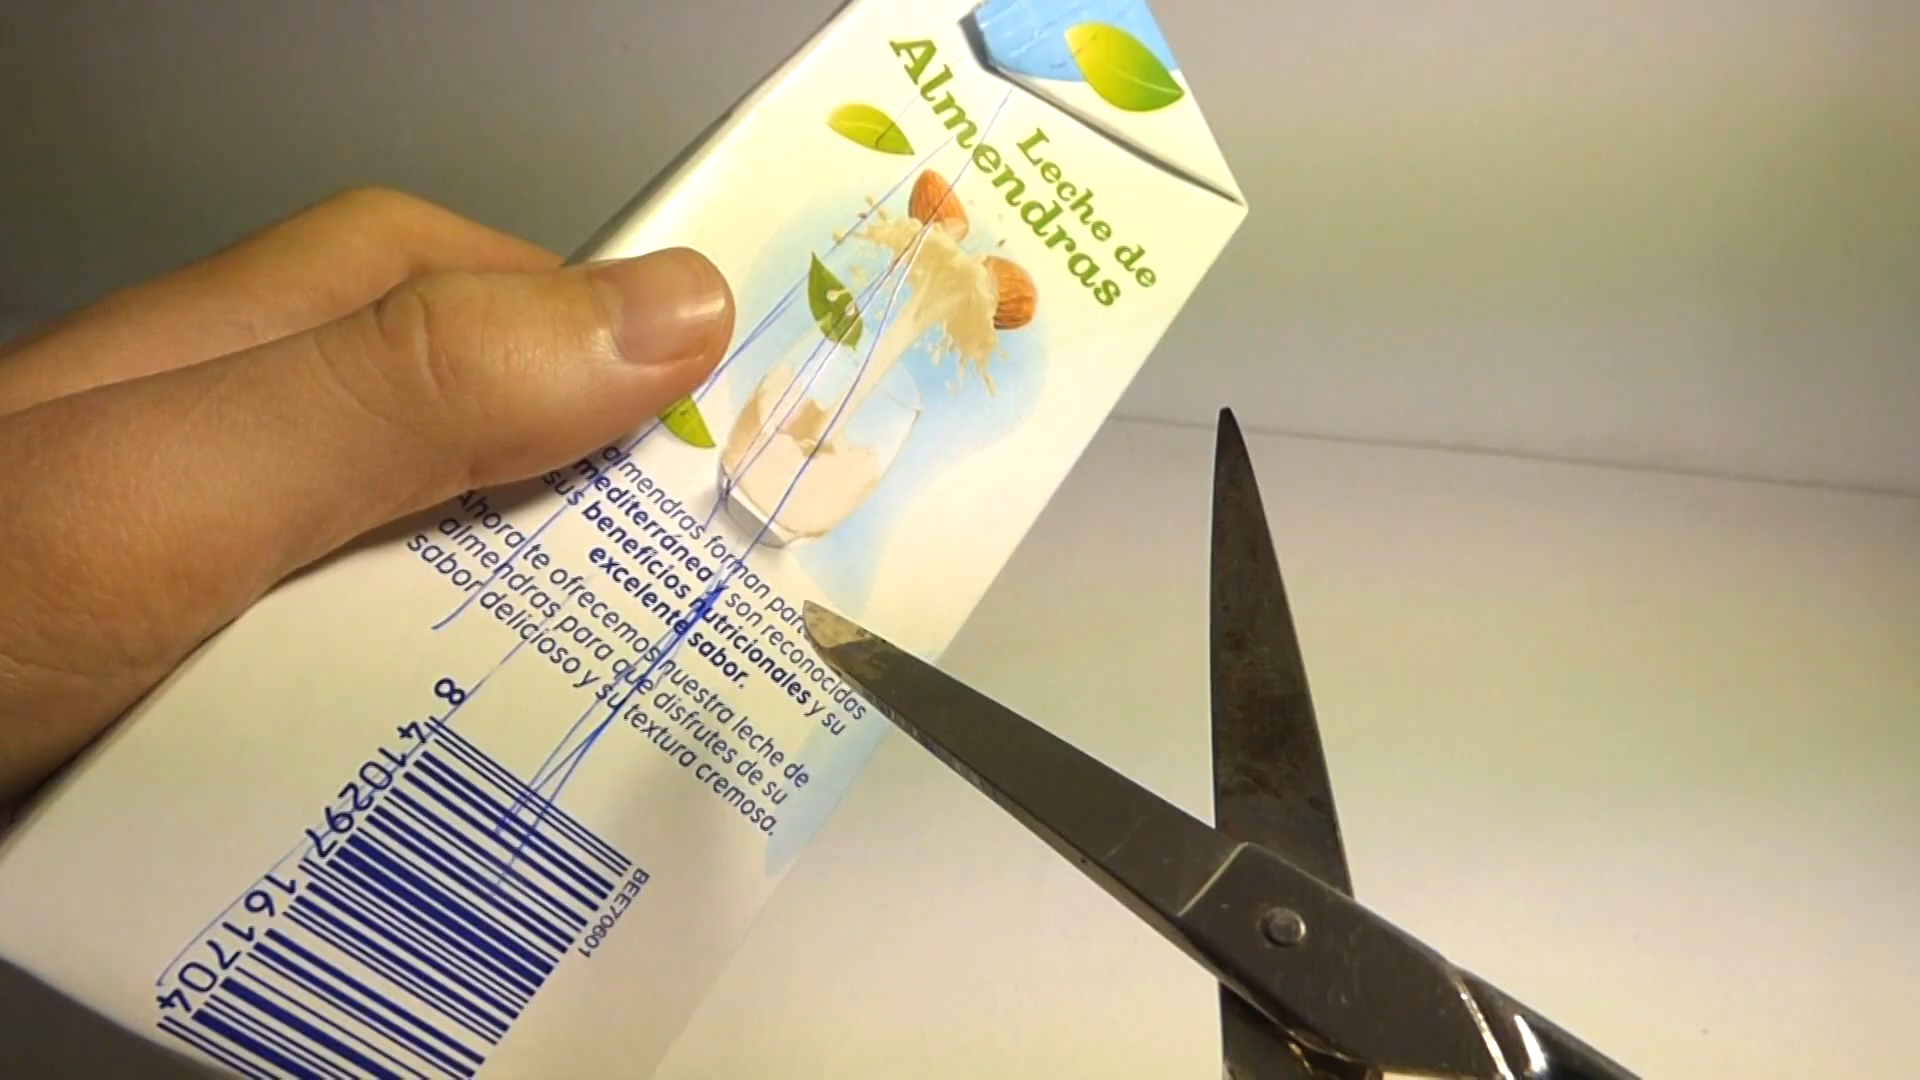 Leche de
Almendras
almendras forman part
mediterránea y son reconocidas
sus beneficios nutricionales y su
excelente sabor.
Ahora te ofrecemos nuestra leche de
almendras para que disfrutes de su
sabor delicioso y su textura cremosa.
8 410297 161704
BEE70601